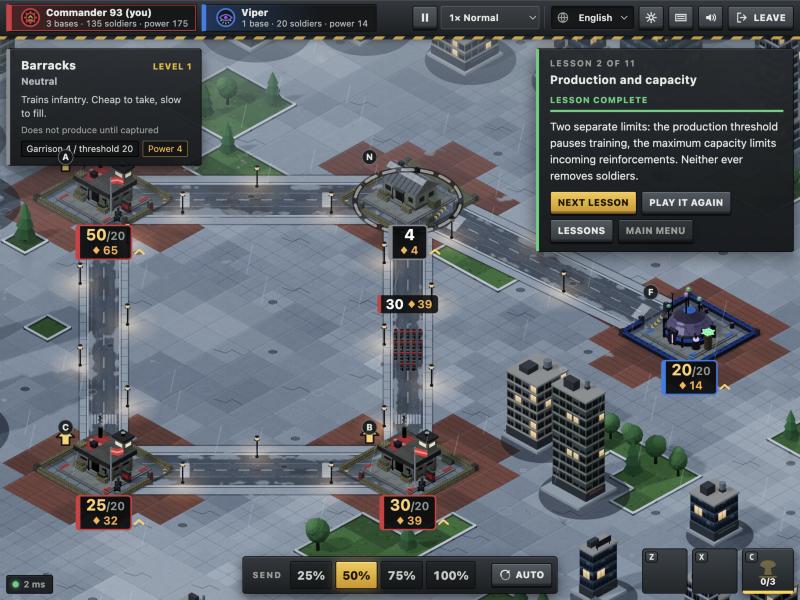 Commander 93 (you)
3 bases · 135 soldiers · power 175
Viper
1 base · 20 soldiers · power 14
1x Normal
English
LEAVE
Barracks
LEVEL 1
Neutral
Trains infantry. Cheap to take, slow
to fill.
Does not produce until captured
Garrison 4 / threshold 20
Power 4
LESSON 2 OF 11
Production and capacity
LESSON COMPLETE
Two separate limits: the production threshold
pauses training, the maximum capacity limits
incoming reinforcements. Neither ever
removes soldiers.
NEXT LESSON
PLAY IT AGAIN
LESSONS
MAIN MENU
A
N
50/20
65
4
4
F
30 39
20/20
14
C
B
25/20
32
30/20
39
SEND
25%
50%
75%
100%
AUTO
Z
X
C
0/3
2 ms